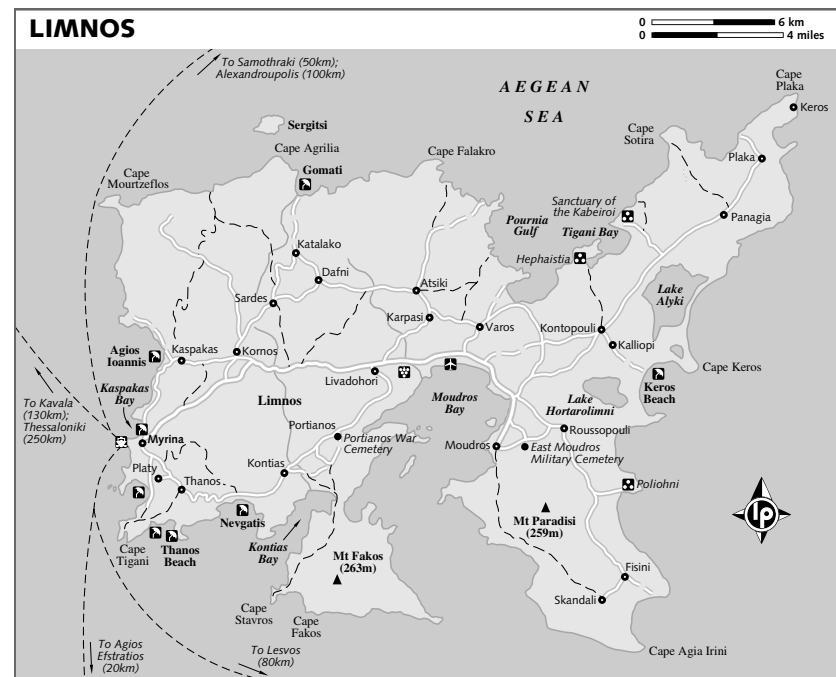 LIMNOS
0 6 km
0 4 miles
To Samothraki (50km);
Alexandroupolis (100km)
AEGEAN
SEA
Cape
Plaka
Keros
Sergitsi
Cape Agrilia
Gomati
Cape Falakro
Cape
Sotira
Plaka
Cape
Mourtzeflos
Sanctuary of
the Kabeiroi
Panagia
Pournia
Gulf
Tigani Bay
Hephaistia
Katalako
Dafni
Atsiki
Lake
Alyki
Sardes
Karpasi
Varos
Kontopouli
Kalliopi
Agios
Ioannis
Kaspakas
Kornos
Cape Keros
Livadohori
Keros
Beach
Kaspakas
Bay
To Kavala
(130km);
Thessaloniki
(250km)
Limnos
Moudros
Bay
Lake
Hortarolimni
Portianos
Portianos War
Cemetery
Roussopouli
Myrina
Moudros
East Moudros
Military Cemetery
Platy
Thanos
Kontias
Poliohni
Nevgatis
Mt Paradisi
(259m)
lp
Cape
Tigani
Thanos
Beach
Kontias
Bay
Mt Fakos
(263m)
Fisini
Skandali
Cape
Stavros
Cape
Fakos
To Agios
Efstratios
(20km)
To Lesvos
(80km)
Cape Agia Irini